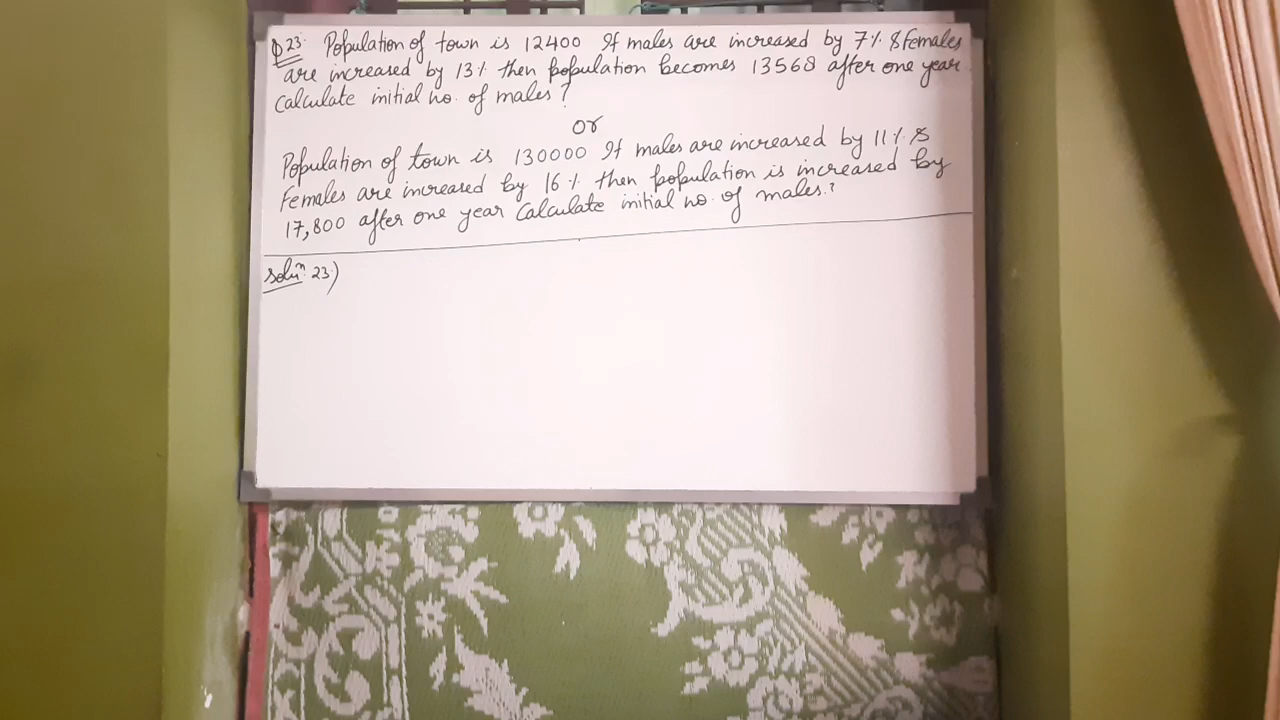 Q 23. Population of town is 12400 If males are increased by 7% & females
are increased by 13% then population becomes 13568 after one year
Calculate initial no. of males?
or
Population of town is 130000 If males are increased by 11% &
females are increased by 16% then population is increased by
17,800 after one year Calculate initial no. of males?
Soluⁿ: 23)